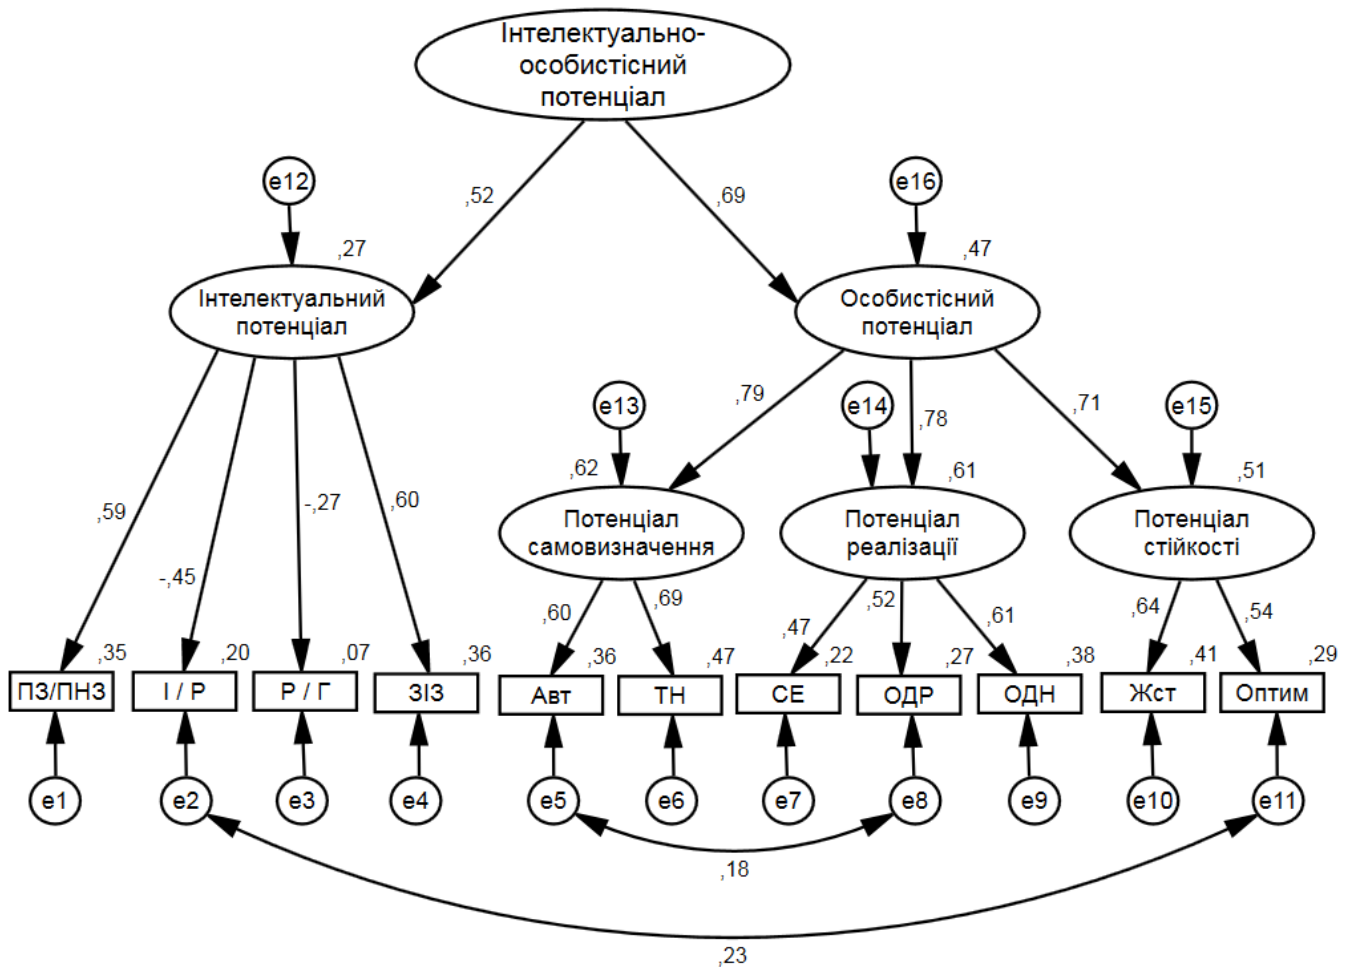 Інтелектуально-
особистісний
потенціал
e12
e16
,52
,69
,27
,47
Інтелектуальний
потенціал
Особистісний
потенціал
e13
e14
e15
,79
,78
,71
,62
,61
,51
,59
-,45
-,27
,60
Потенціал
самовизначення
Потенціал
реалізації
Потенціал
стійкості
,60
,69
,47
,52
,61
,64
,54
,35
,20
,07
,36
,36
,47
,22
,27
,38
,41
,29
ПЗ/ПНЗ
І / Р
Р / Г
ЗІЗ
Авт
ТН
СЕ
ОДР
ОДН
Жст
Оптим
e1
e2
e3
e4
e5
e6
e7
e8
e9
e10
e11
,18
,23